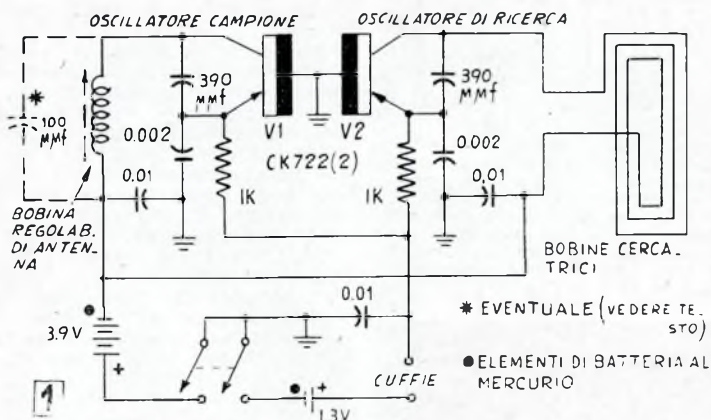 OSCILLATORE CAMPIONE
OSCILLATORE DI RICERCA
*
100
MMf
390
MMf
390
MMf
V1
V2
0.002
0.002
CK722(2)
0.01
1K
1K
0.01
BOBINA
REGOLAB.
DI ANTEN-
NA
BOBINE CERCA-
TRICI
0.01
3.9V
+
* EVENTUALE (VEDERE TE-
STO)
● ELEMENTI DI BATTERIA AL
MERCURIO
CUFFIE
+
1.3V
1